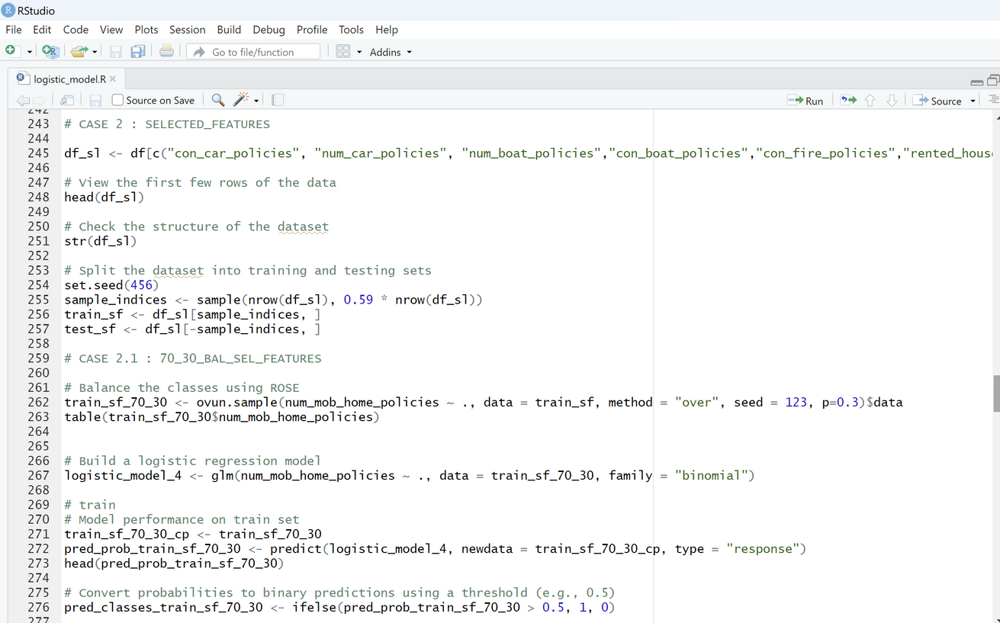 RStudio
File Edit Code View Plots Session Build Debug Profile Tools Help
Go to file/function Addins
logistic_model.R
Source on Save Run Source
242
243 # CASE 2 : SELECTED_FEATURES
244
245 df_sl <- df[c("con_car_policies", "num_car_policies", "num_boat_policies","con_boat_policies","con_fire_policies","rented_hous
246
247 # View the first few rows of the data
248 head(df_sl)
249
250 # Check the structure of the dataset
251 str(df_sl)
252
253 # Split the dataset into training and testing sets
254 set.seed(456)
255 sample_indices <- sample(nrow(df_sl), 0.59 * nrow(df_sl))
256 train_sf <- df_sl[sample_indices, ]
257 test_sf <- df_sl[-sample_indices, ]
258
259 # CASE 2.1 : 70_30_BAL_SEL_FEATURES
260
261 # Balance the classes using ROSE
262 train_sf_70_30 <- ovun.sample(num_mob_home_policies ~ ., data = train_sf, method = "over", seed = 123, p=0.3)$data
263 table(train_sf_70_30$num_mob_home_policies)
264
265
266 # Build a logistic regression model
267 logistic_model_4 <- glm(num_mob_home_policies ~ ., data = train_sf_70_30, family = "binomial")
268
269 # train
270 # Model performance on train set
271 train_sf_70_30_cp <- train_sf_70_30
272 pred_prob_train_sf_70_30 <- predict(logistic_model_4, newdata = train_sf_70_30_cp, type = "response")
273 head(pred_prob_train_sf_70_30)
274
275 # Convert probabilities to binary predictions using a threshold (e.g., 0.5)
276 pred_classes_train_sf_70_30 <- ifelse(pred_prob_train_sf_70_30 > 0.5, 1, 0)
277